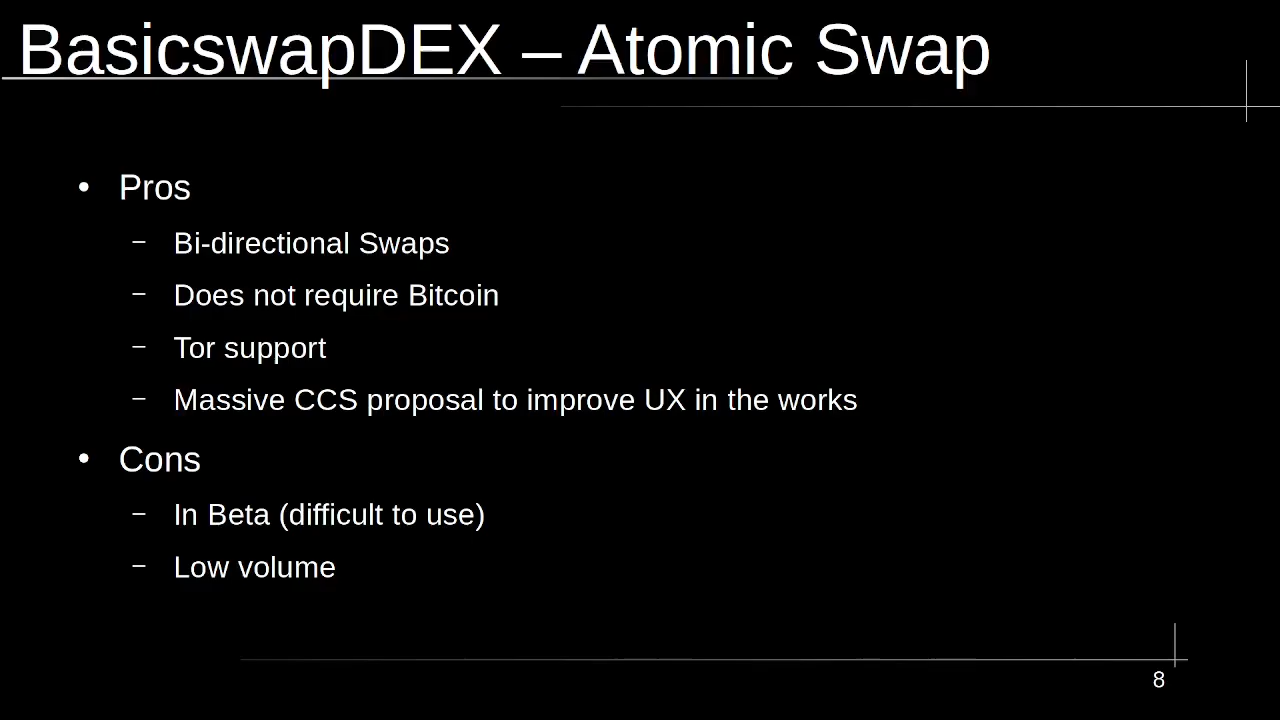 BasicswapDEX – Atomic Swap
• Pros
– Bi-directional Swaps
– Does not require Bitcoin
– Tor support
– Massive CCS proposal to improve UX in the works
• Cons
– In Beta (difficult to use)
– Low volume
8